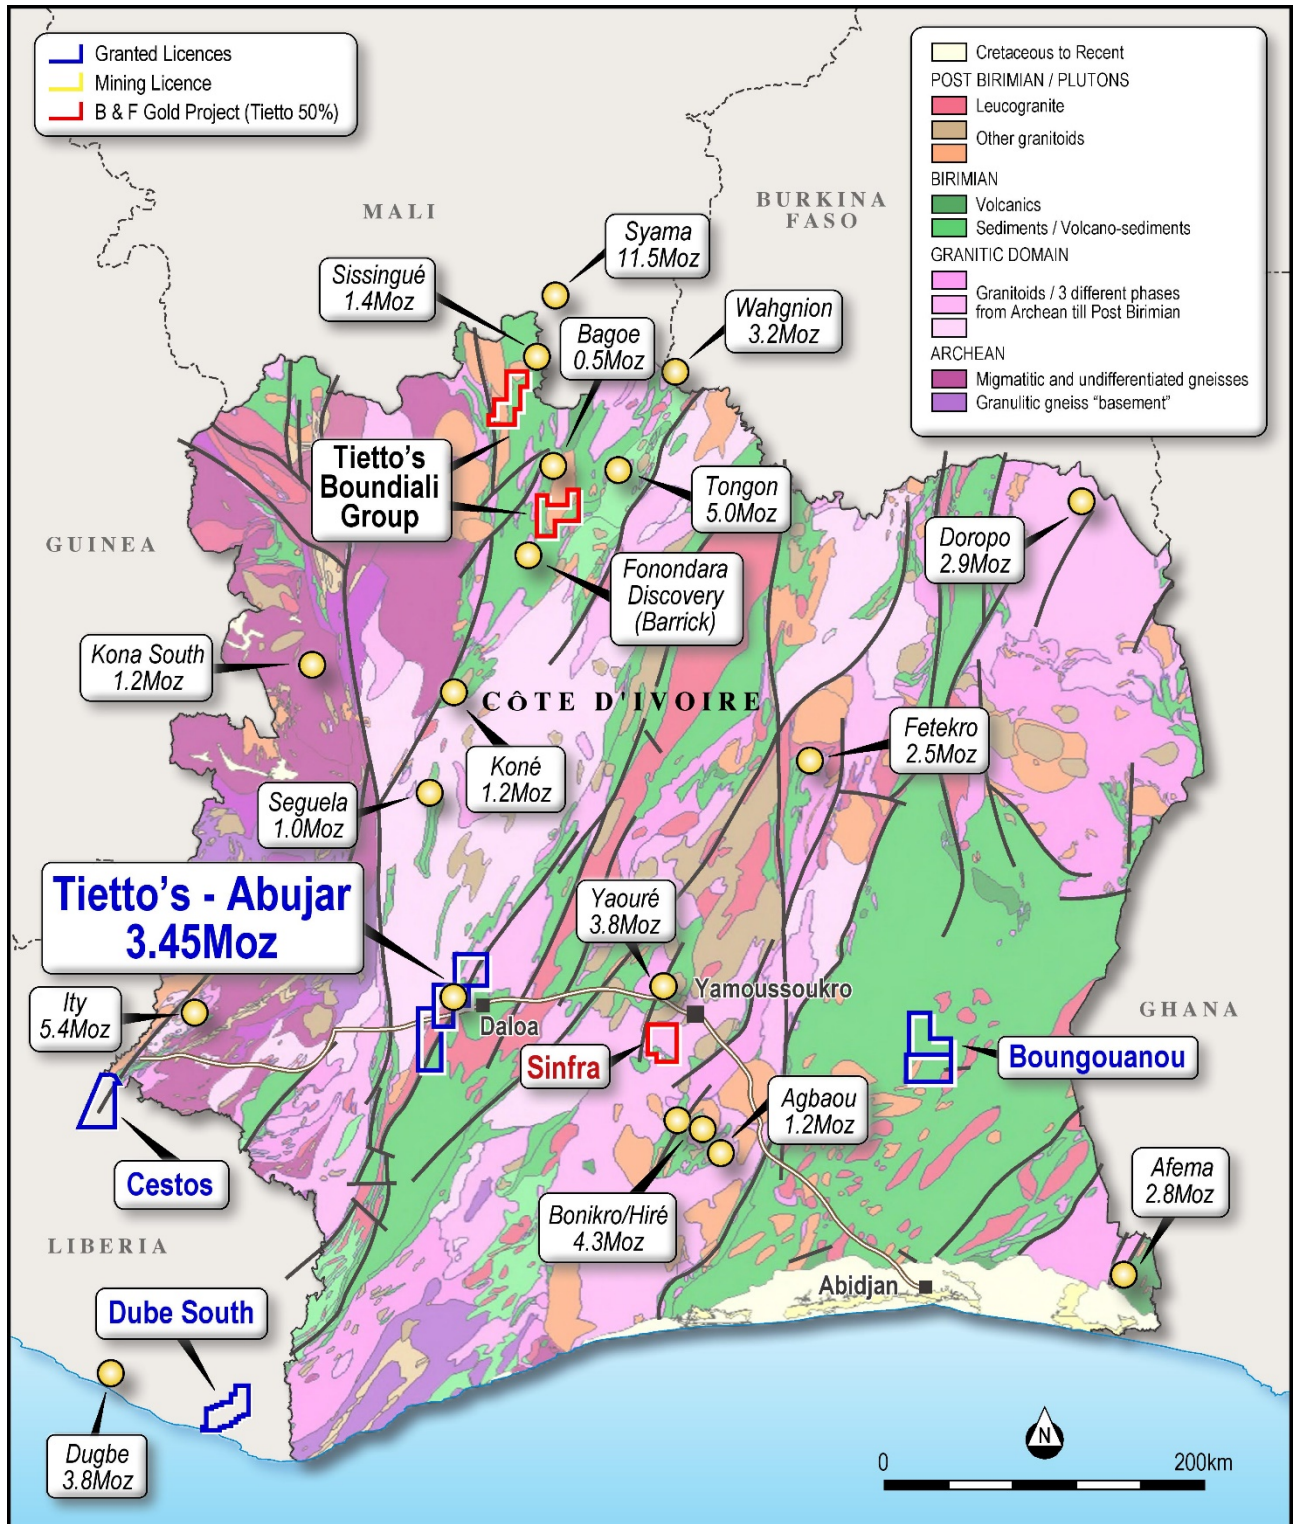 Granted Licences
Mining Licence
B & F Gold Project (Tietto 50%)
Cretaceous to Recent
POST BIRIMIAN / PLUTONS
Leucogranite
Other granitoids
BIRIMIAN
Volcanics
Sediments / Volcano-sediments
GRANITIC DOMAIN
Granitoids / 3 different phases
from Archean till Post Birimian
ARCHEAN
Migmatitic and undifferentiated gneisses
Granulitic gneiss "basement"
MALI
BURKINA
FASO
Syama
11.5Moz
Sissingué
1.4Moz
Wahgnion
3.2Moz
Bagoe
0.5Moz
Tietto's
Boundiali
Group
Tongon
5.0Moz
Doropo
2.9Moz
GUINEA
Fonondara
Discovery
(Barrick)
Kona South
1.2Moz
CÔTE D'IVOIRE
Koné
1.2Moz
Fetekro
2.5Moz
Seguela
1.0Moz
Tietto's - Abujar
3.45Moz
Yaouré
3.8Moz
Yamoussoukro
Ity
5.4Moz
Daloa
GHANA
Sinfra
Boungouanou
Agbaou
1.2Moz
Cestos
Afema
2.8Moz
Bonikro/Hiré
4.3Moz
LIBERIA
Abidjan
Dube South
Dugbe
3.8Moz
N
0 200km